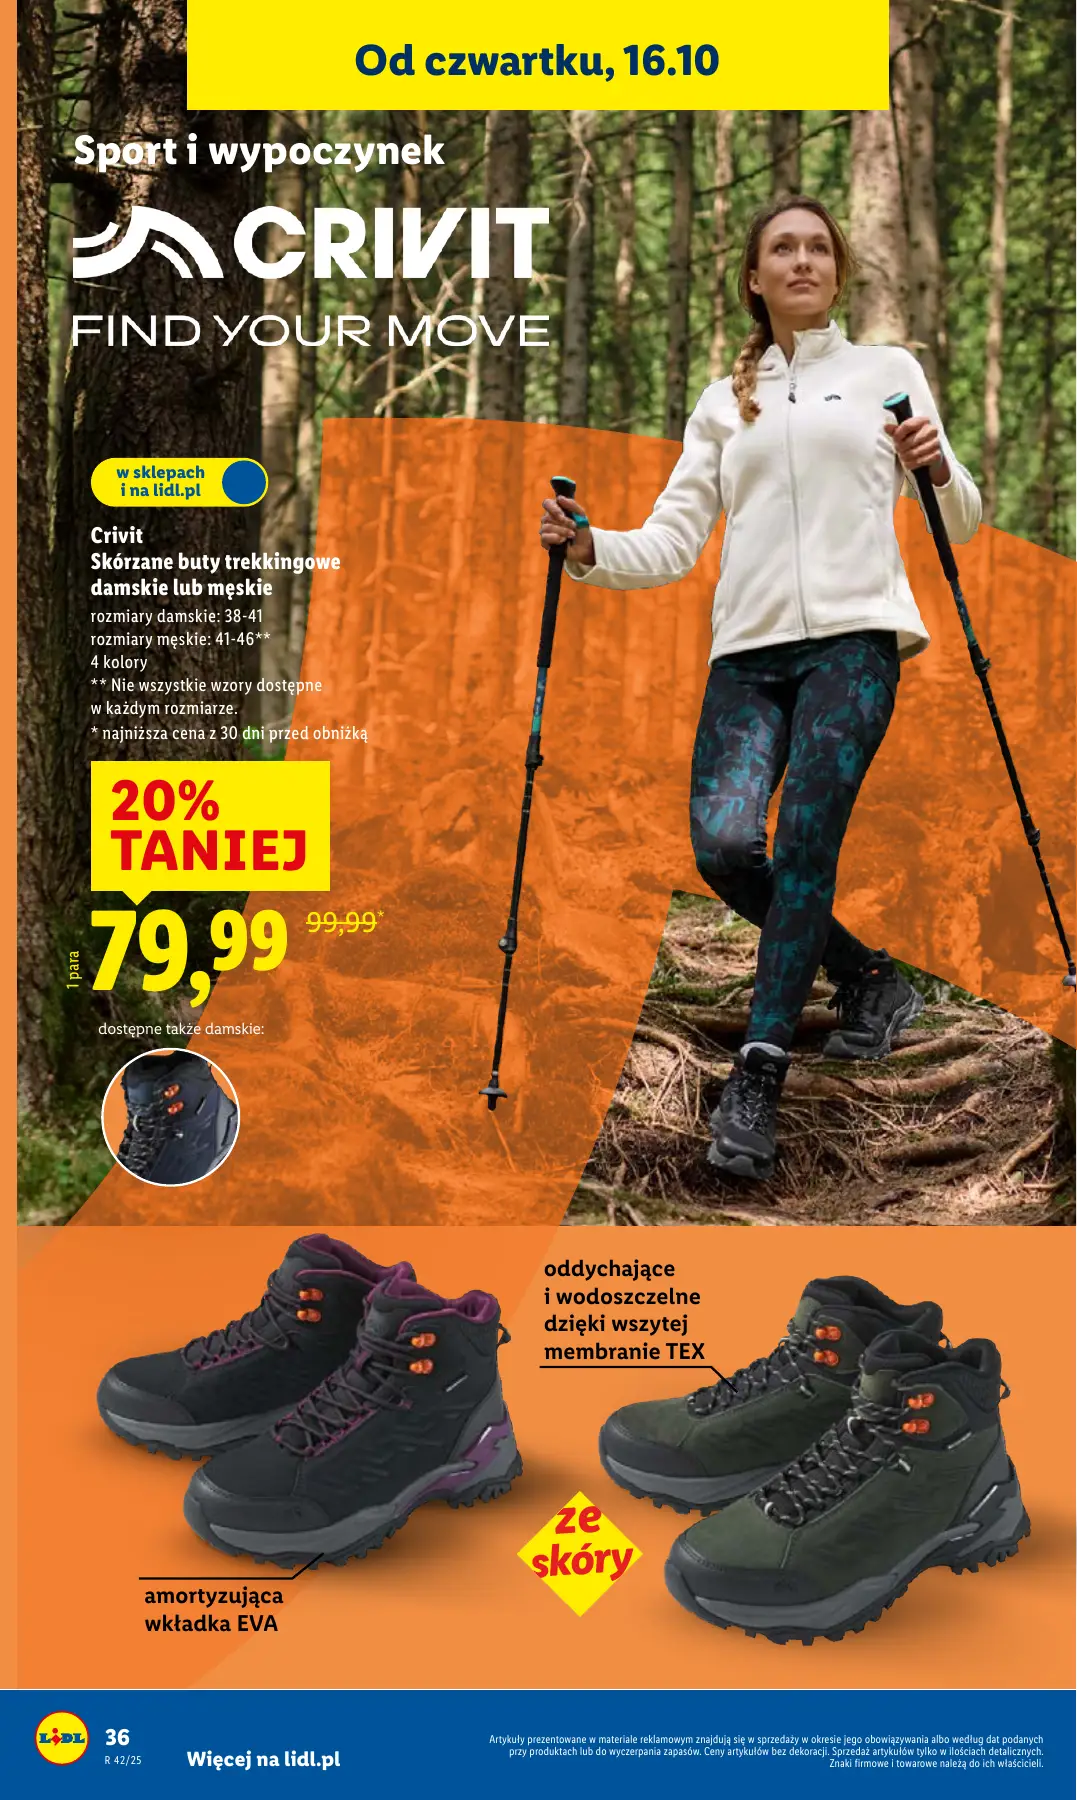 Od czwartku, 16.10
Sport i wypoczynek
CRIVIT
FIND YOUR MOVE
w sklepach
i na lidl.pl
Crivit
Skórzane buty trekkingowe
damskie lub męskie
rozmiary damskie: 38-41
rozmiary męskie: 41-46**
4 kolory
** Nie wszystkie wzory dostępne
w każdym rozmiarze.
* najniższa cena z 30 dni przed obniżką
20%
TANIEJ
1 para
79,99
99,99*
dostępne także damskie:
oddychające
i wodoszczelne
dzięki wszytej
membranie TEX
ze
skóry
amortyzująca
wkładka EVA
LIDL
36
R 42/25
Więcej na lidl.pl
Artykuły prezentowane w materiale reklamowym znajdują się w sprzedaży w okresie jego obowiązywania albo według dat podanych
przy produktach lub do wyczerpania zapasów. Ceny artykułów bez dekoracji. Sprzedaż artykułów tylko w ilościach detalicznych.
Znaki firmowe i towarowe należą do ich właścicieli.